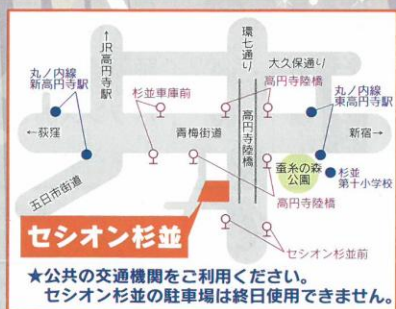 ↑JR高円寺駅
環七通り
大久保通り
丸ノ内線
新高円寺駅
杉並車庫前
高円寺陸橋
丸ノ内線
東高円寺駅
←荻窪
青梅街道
高円寺陸橋
新宿→
五日市街道
蚕糸の森
公園
杉並
第十小学校
高円寺陸橋
セシオン杉並
セシオン杉並前
★公共の交通機関をご利用ください。
セシオン杉並の駐車場は終日使用できません。